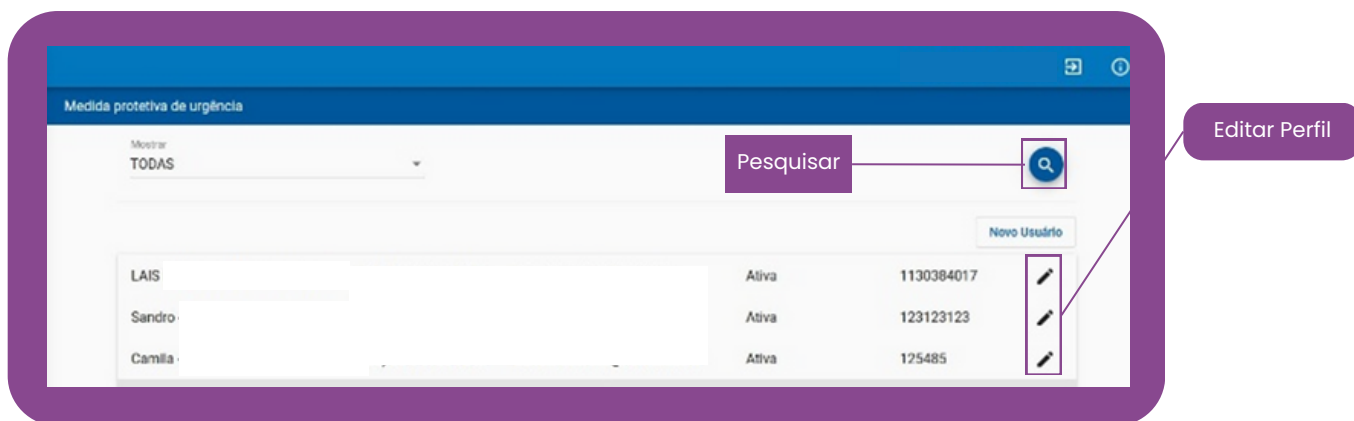 Medida protetiva de urgência
Editar Perfil
Mostrar
TODAS
Pesquisar
Novo Usuário
LAIS Ativa 1130384017
Sandro Ativa 123123123
Camila Ativa 125485